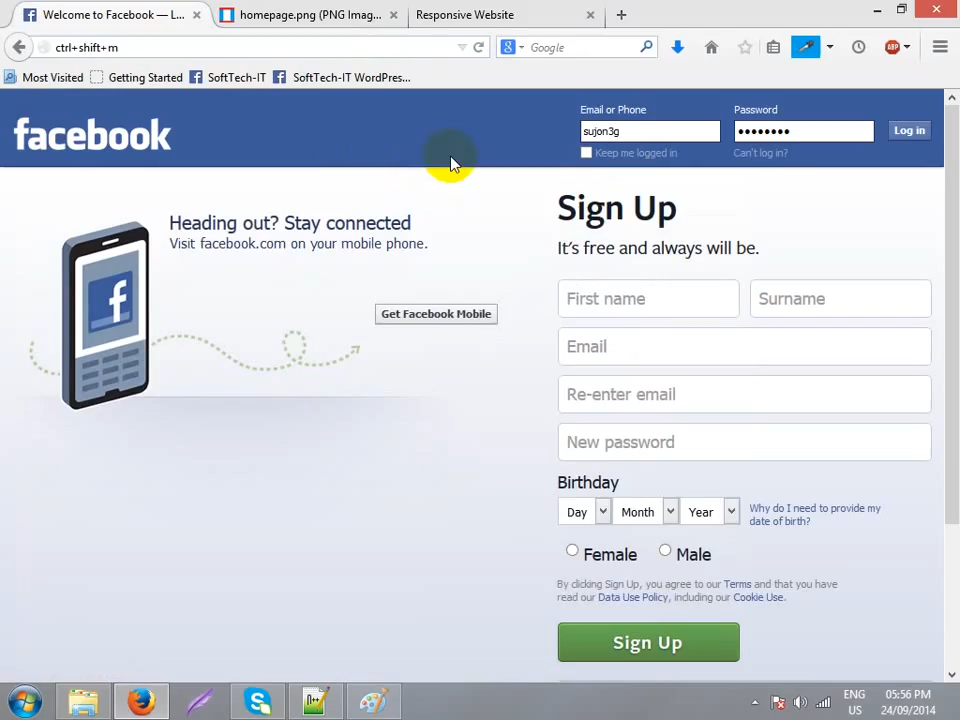 Welcome to Facebook — L...
homepage.png (PNG Imag...
Responsive Website
ctrl+shift+m
Google
ABP
Most Visited
Getting Started
SoftTech-IT
SoftTech-IT WordPres...
facebook
Email or Phone
Password
sujon3g
••••••••
Log in
Keep me logged in
Can't log in?
Heading out? Stay connected
Visit facebook.com on your mobile phone.
Get Facebook Mobile
Sign Up
It's free and always will be.
First name
Surname
Email
Re-enter email
New password
Birthday
Day
Month
Year
Why do I need to provide my
date of birth?
Female
Male
By clicking Sign Up, you agree to our Terms and that you have
read our Data Use Policy, including our Cookie Use.
Sign Up
ENG
US
05:56 PM
24/09/2014